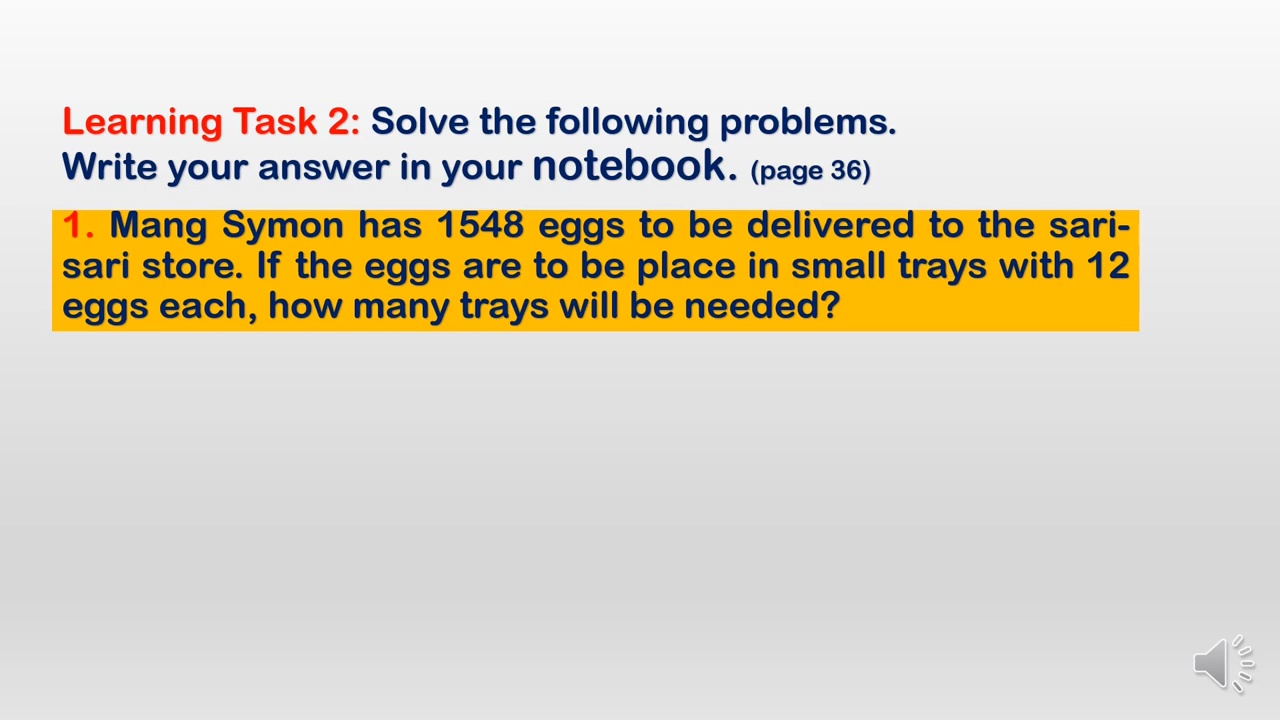 Learning Task 2: Solve the following problems.
Write your answer in your notebook. (page 36)
1. Mang Symon has 1548 eggs to be delivered to the sari-
sari store. If the eggs are to be place in small trays with 12
eggs each, how many trays will be needed?